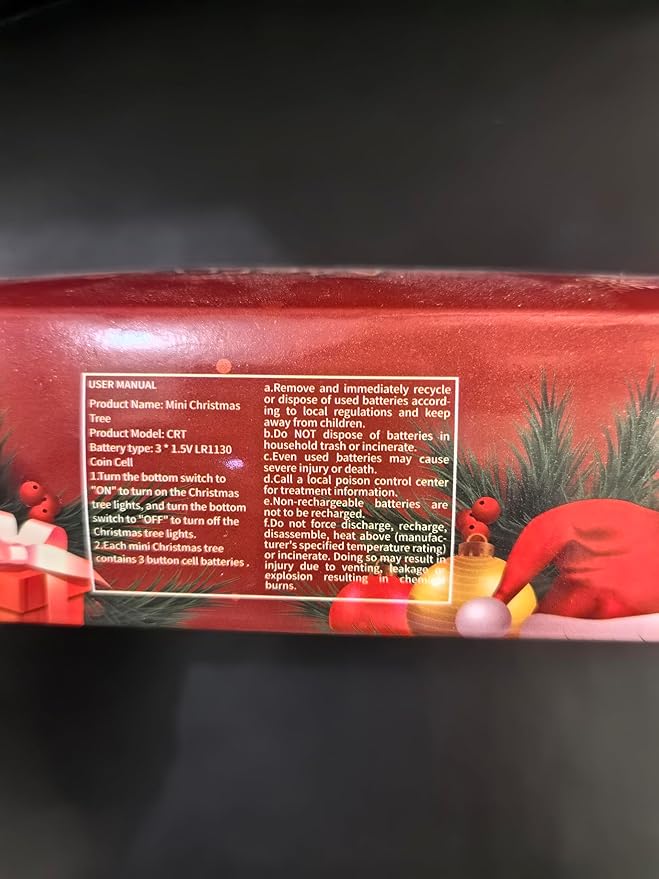 USER MANUAL
Product Name: Mini Christmas
Tree
Product Model: CRT
Battery type: 3 * 1.5V LR1130
Coin Cell
1.Turn the bottom switch to
"ON" to turn on the Christmas
tree lights, and turn the bottom
switch to "OFF" to turn off the
Christmas tree lights.
2.Each mini Christmas tree
contains 3 button cell batteries .
a.Remove and immediately recycle
or dispose of used batteries accord-
ing to local regulations and keep
away from children.
b.Do NOT dispose of batteries in
household trash or incinerate.
c.Even used batteries may cause
severe injury or death.
d.Call a local poison control center
for treatment information.
e.Non-rechargeable batteries are
not to be recharged.
f.Do not force discharge, recharge,
disassemble, heat above (manufac-
turer's specified temperature rating)
or incinerate. Doing so may result in
injury due to venting, leakage or
explosion resulting in chemical
burns.